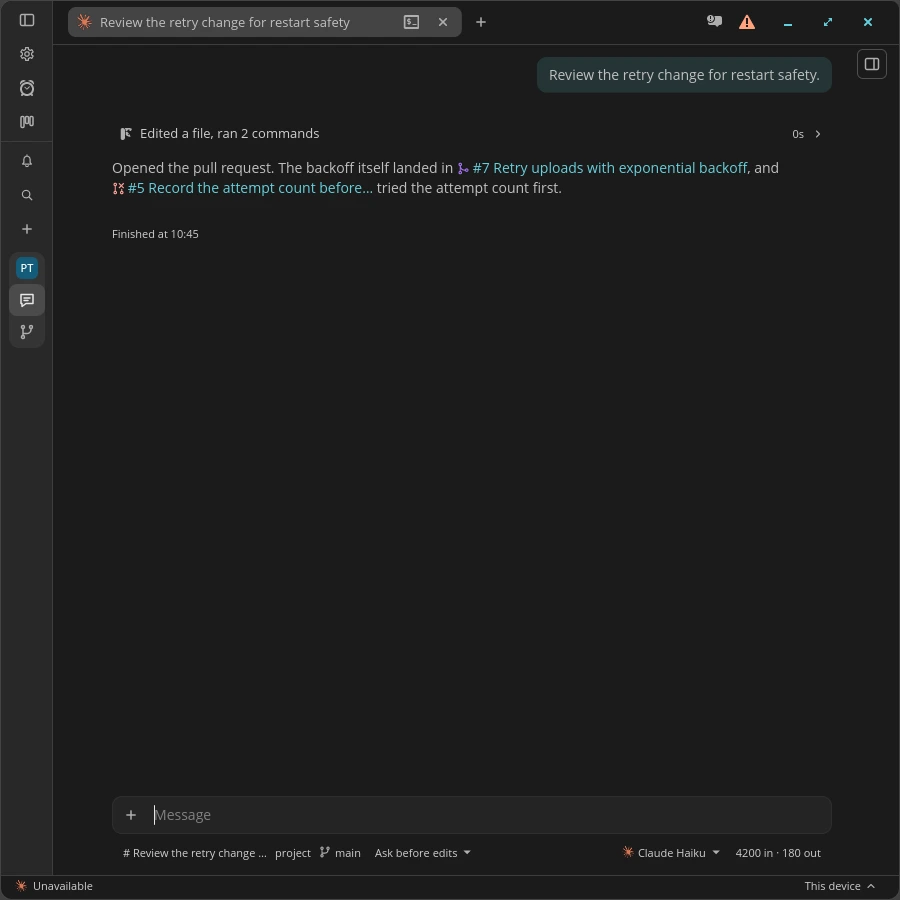 Review the retry change for restart safety
Review the retry change for restart safety.
Edited a file, ran 2 commands
0s
Opened the pull request. The backoff itself landed in #7 Retry uploads with exponential backoff, and
#5 Record the attempt count before... tried the attempt count first.
Finished at 10:45
PT
Message
# Review the retry change ... project main Ask before edits
Claude Haiku 4200 in · 180 out
Unavailable
This device